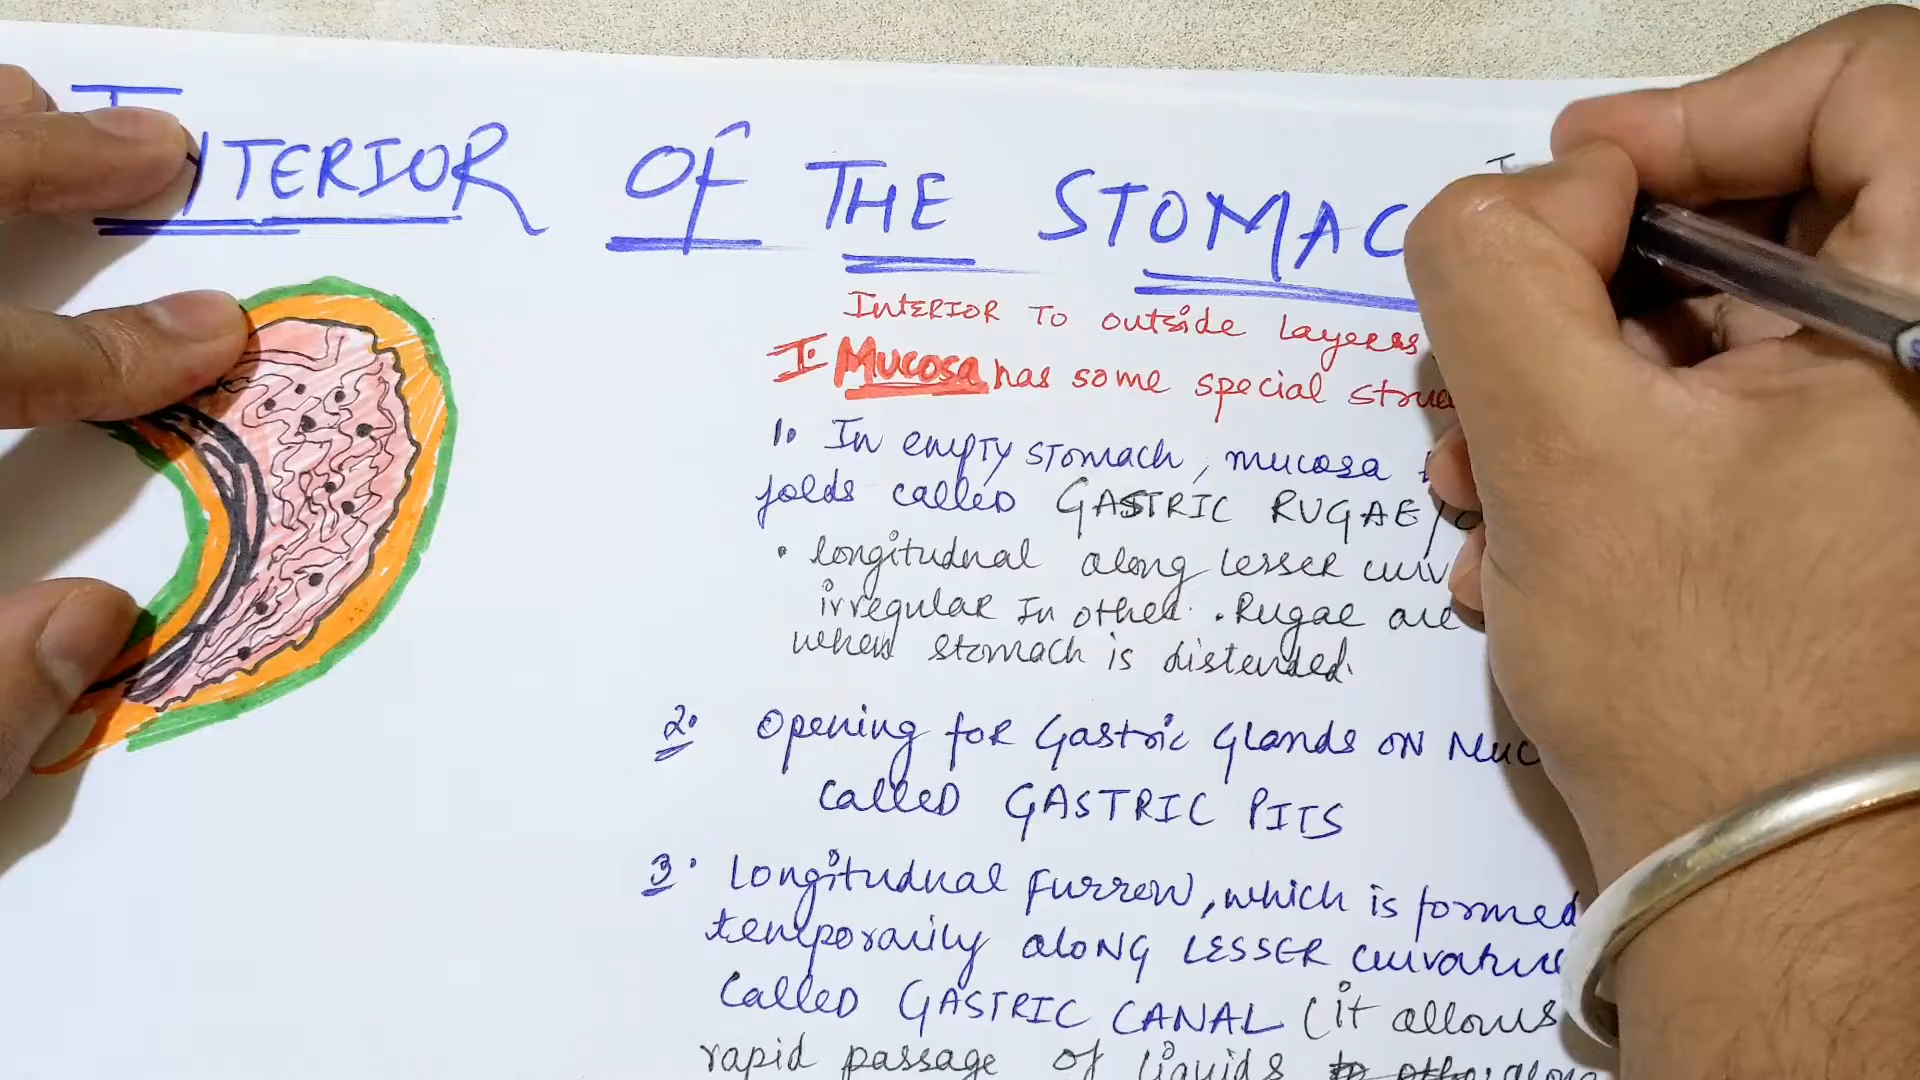 INTERIOR OF THE STOMAC
INTERIOR TO outside Layerss
I. Mucosa has some special
1. In empty stomach, mucosa
folds called GASTRIC RUGAE/
• longitudnal along lesser
irregular In other. . Rugae are
when stomach is distended.
2. Opening for Gastric Glands ON
called GASTRIC PITS
3. Longitudnal Furrow, which is formed
temporarily aloNG LESSER curvature
called GASTRIC CANAL (it allows
rapid passage of liquids